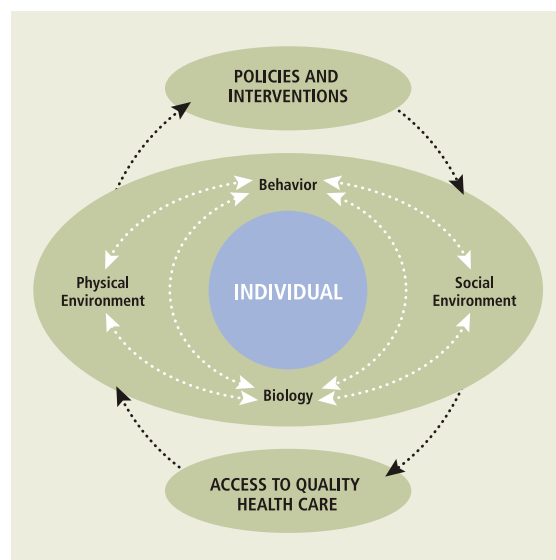 POLICIES AND
INTERVENTIONS
Behavior
Physical
Environment
INDIVIDUAL
Social
Environment
Biology
ACCESS TO QUALITY
HEALTH CARE